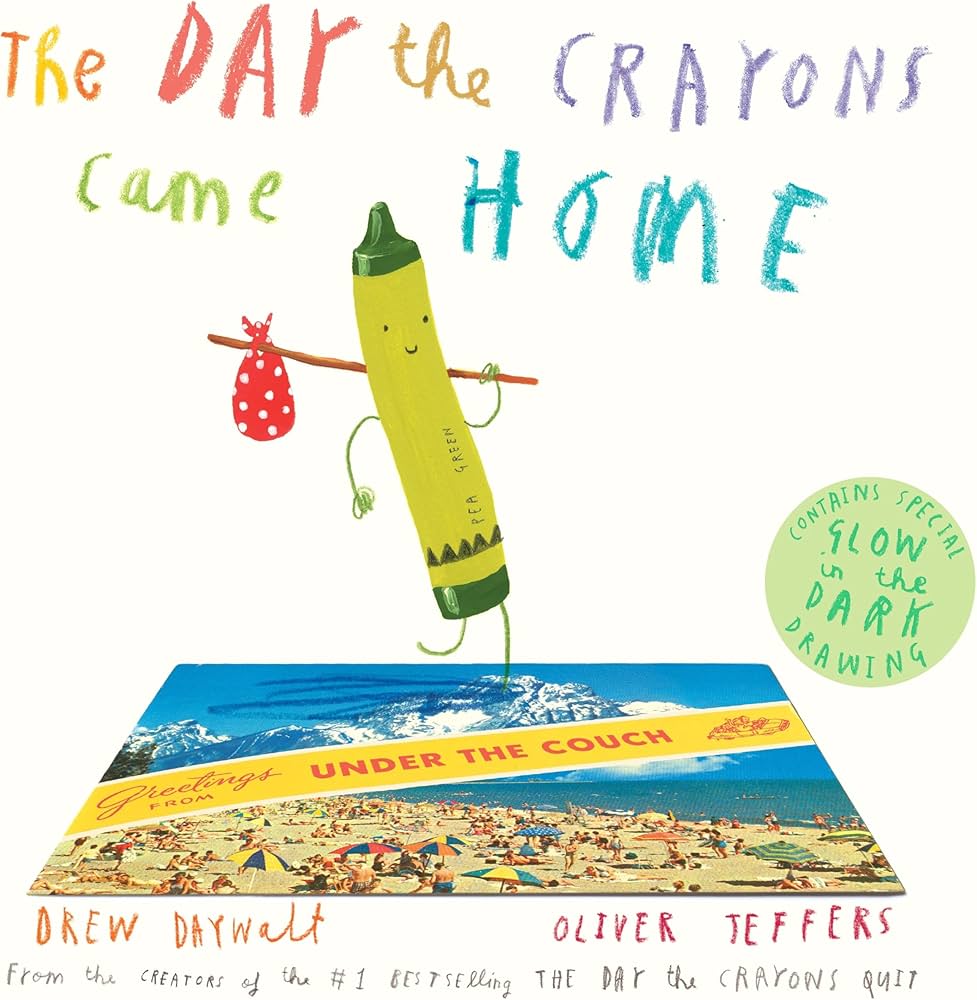 The DAY the CRAYONS
came HOME
PEA GREEN
CONTAINS SPECIAL
GLOW
in the
DARK
DRAWING
Greetings
FROM
UNDER THE COUCH
DREW DAYWalt
OLIVER JEFFERS
From the CREATORS of the #1 BESTSElling THE DAY the CRAYONS QUIT